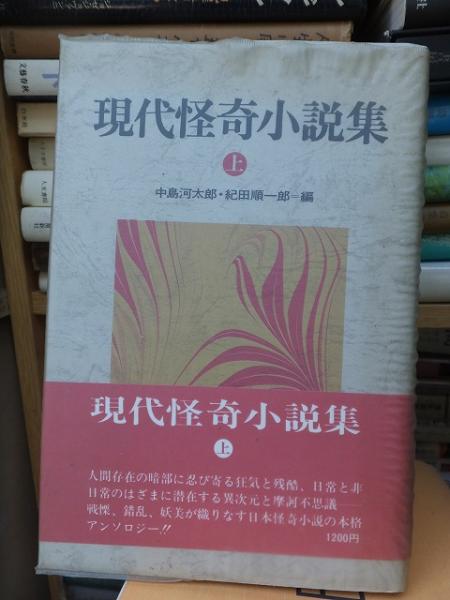 現代怪奇小説集
上
中島河太郎・紀田順一郎=編
現代怪奇小説集
上
人間存在の暗部に忍び寄る狂気と残酷、日常と非
日常のはざまに潜在する異次元と摩訶不思議——
戦慄、錯乱、妖美が織りなす日本怪奇小説の本格
アンソロジー!!
1200円
文藝春秋